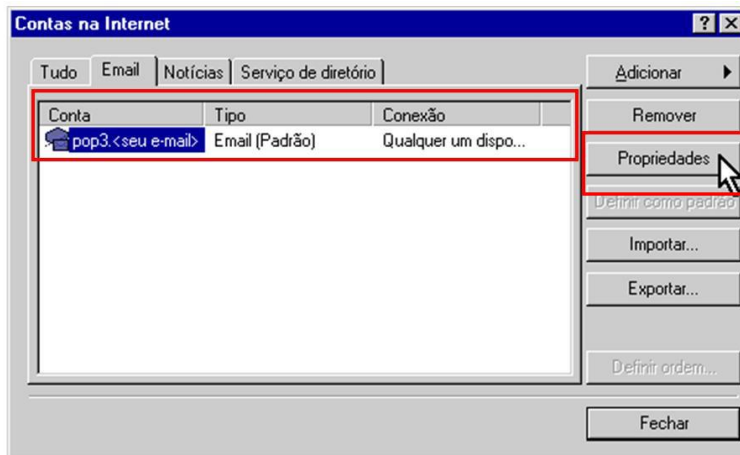 Contas na Internet
Tudo Email Notícias Serviço de diretório
Adicionar
Conta Tipo Conexão
Remover
pop3.<seu e-mail> Email (Padrão) Qualquer um dispo...
Propriedades
Definir como padrão
Importar...
Exportar...
Definir ordem...
Fechar